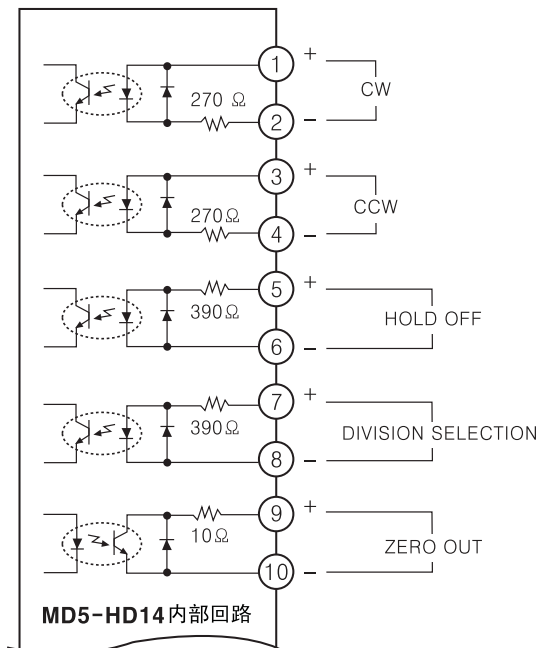 1 +
CW
270 Ω
2 −
3 +
CCW
270Ω
4 −
5 +
390Ω
HOLD OFF
6 −
7 +
390Ω
DIVISION SELECTION
8 −
9 +
10Ω
ZERO OUT
10 −
MD5-HD14内部回路